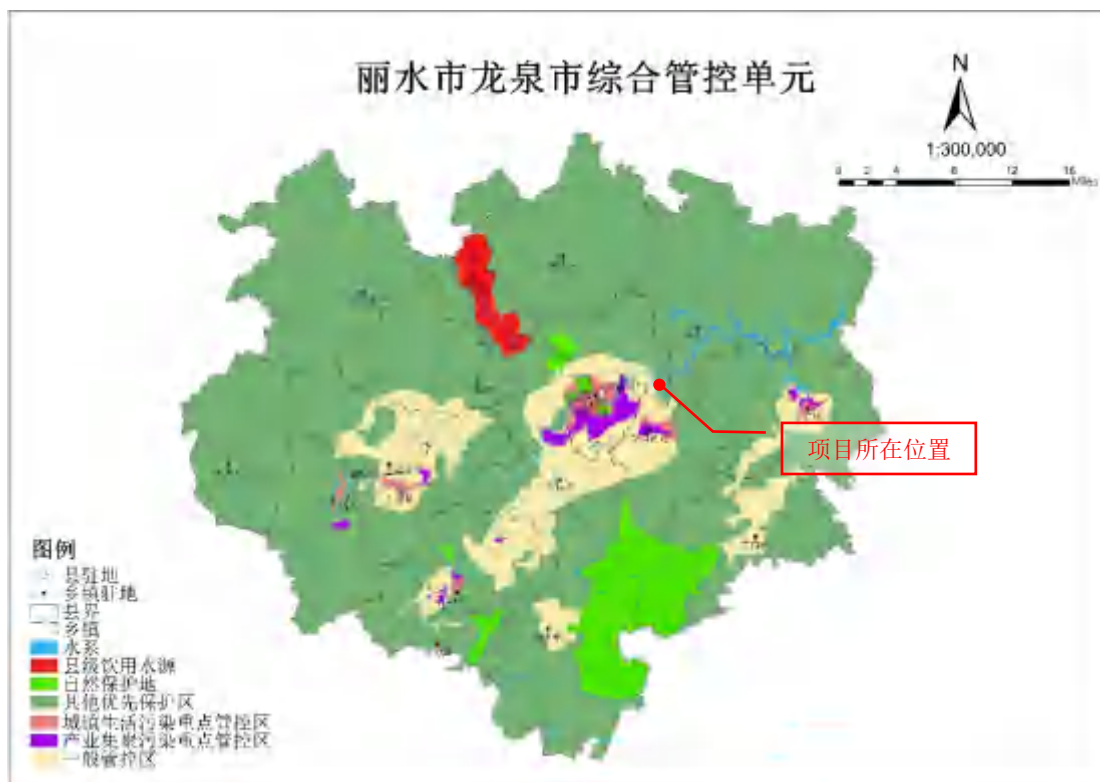 丽水市龙泉市综合管控单元
N
1:300,000
0 2 4 8 12 16
Miles
项目所在位置
图例
县驻地
乡镇驻地
县界
乡镇
水系
县级饮用水源
自然保护地
其他优先保护区
城镇生活污染重点管控区
产业集聚污染重点管控区
一般管控区